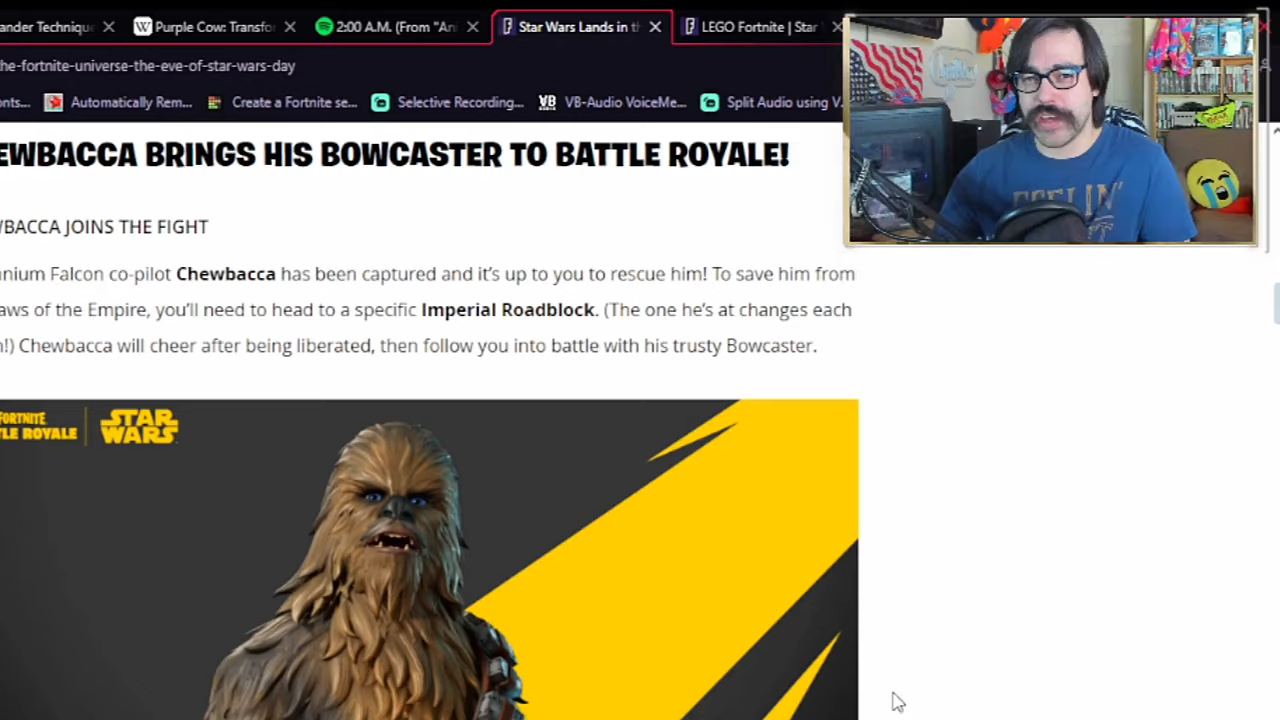 ander Technique
Purple Cow: Transfo
2:00 A.M. (From "An
Star Wars Lands in t
LEGO Fortnite | Star
he-fortnite-universe-the-eve-of-star-wars-day
onts...
Automatically Rem...
Create a Fortnite se...
Selective Recording...
VB-Audio VoiceMe...
Split Audio using V
EWBACCA BRINGS HIS BOWCASTER TO BATTLE ROYALE!
WBACCA JOINS THE FIGHT
nium Falcon co-pilot Chewbacca has been captured and it's up to you to rescue him! To save him from
aws of the Empire, you'll need to head to a specific Imperial Roadblock. (The one he's at changes each
h!) Chewbacca will cheer after being liberated, then follow you into battle with his trusty Bowcaster.
FORTNITE
LE ROYALE
STAR
WARS